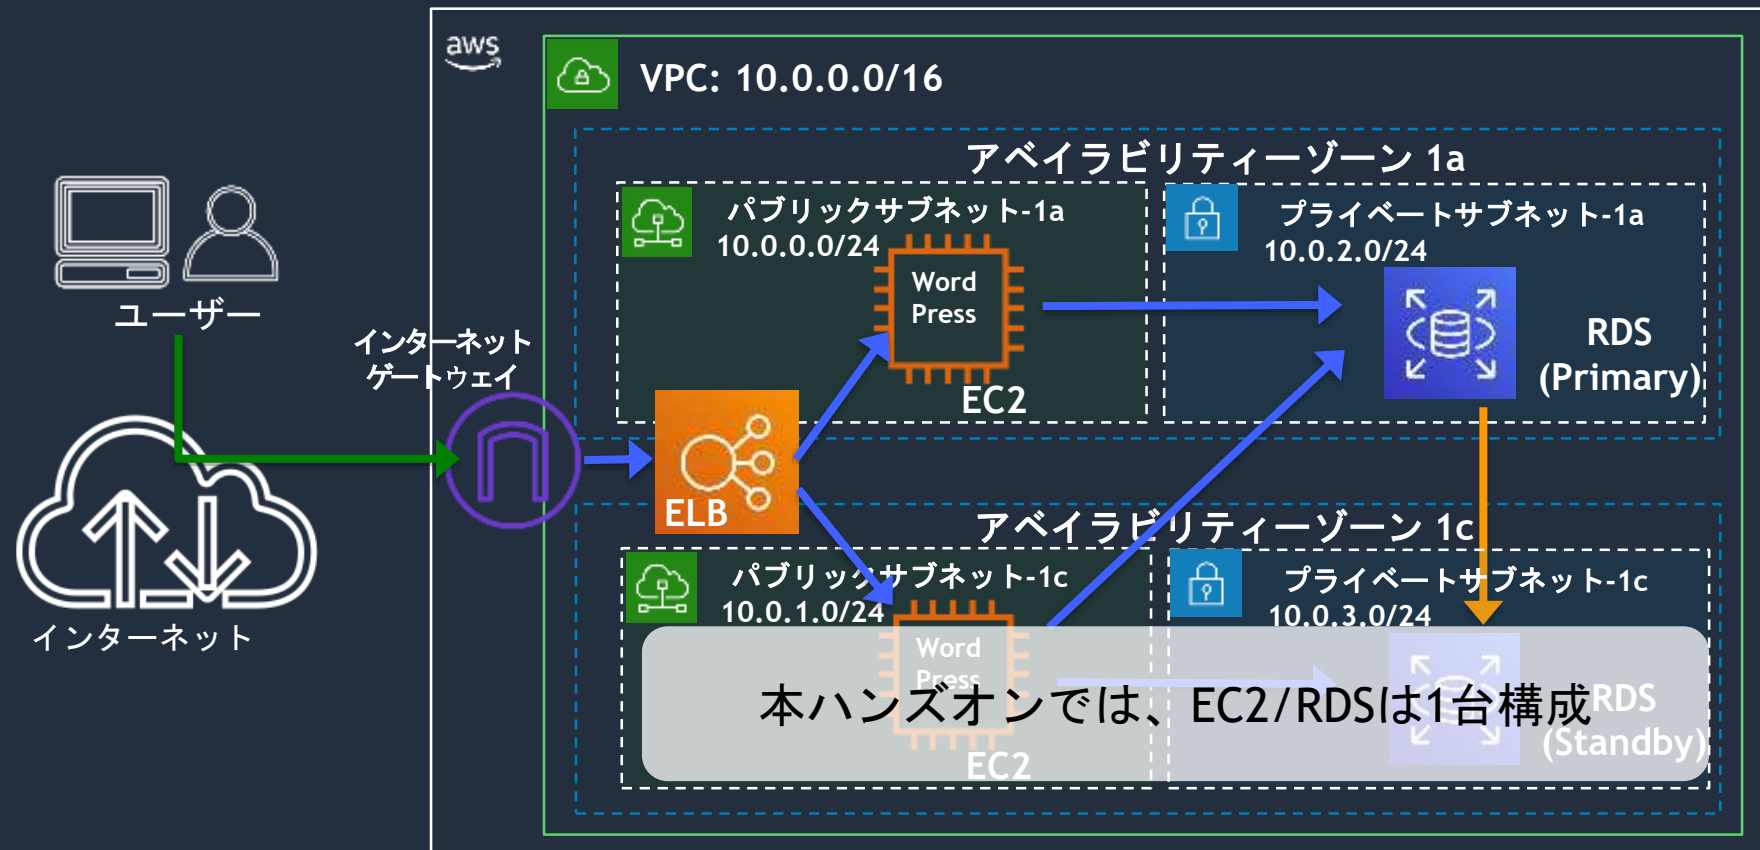 aws
VPC: 10.0.0.0/16
アベイラビリティーゾーン 1a
パブリックサブネット-1a
10.0.0.0/24
Word
Press
EC2
プライベートサブネット-1a
10.0.2.0/24
RDS
(Primary)
ユーザー
インターネット
ゲートウェイ
ELB
インターネット
アベイラビリティーゾーン 1c
パブリックサブネット-1c
10.0.1.0/24
Word
Press
EC2
プライベートサブネット-1c
10.0.3.0/24
RDS
(Standby)
本ハンズオンでは、EC2/RDSは1台構成